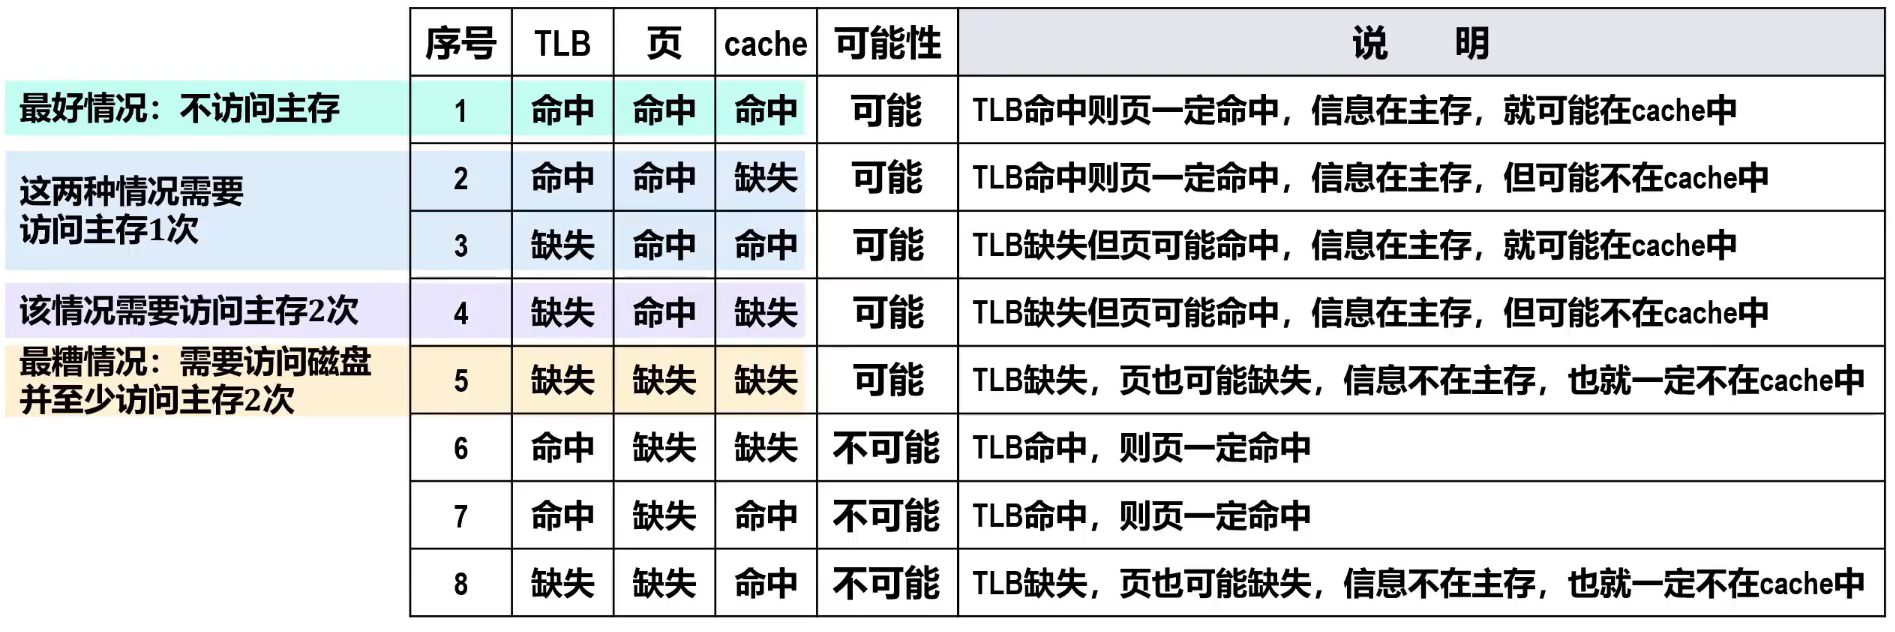 序号 TLB 页 cache 可能性 说 明
最好情况：不访问主存 1 命中 命中 命中 可能 TLB命中则页一定命中，信息在主存，就可能在cache中
这两种情况需要
访问主存1次
2 命中 命中 缺失 可能 TLB命中则页一定命中，信息在主存，但可能不在cache中
3 缺失 命中 命中 可能 TLB缺失但页可能命中，信息在主存，就可能在cache中
该情况需要访问主存2次 4 缺失 命中 缺失 可能 TLB缺失但页可能命中，信息在主存，但可能不在cache中
最糟情况：需要访问磁盘
并至少访问主存2次
5 缺失 缺失 缺失 可能 TLB缺失，页也可能缺失，信息不在主存，也就一定不在cache中
6 命中 缺失 缺失 不可能 TLB命中，则页一定命中
7 命中 缺失 命中 不可能 TLB命中，则页一定命中
8 缺失 缺失 命中 不可能 TLB缺失，页也可能缺失，信息不在主存，也就一定不在cache中